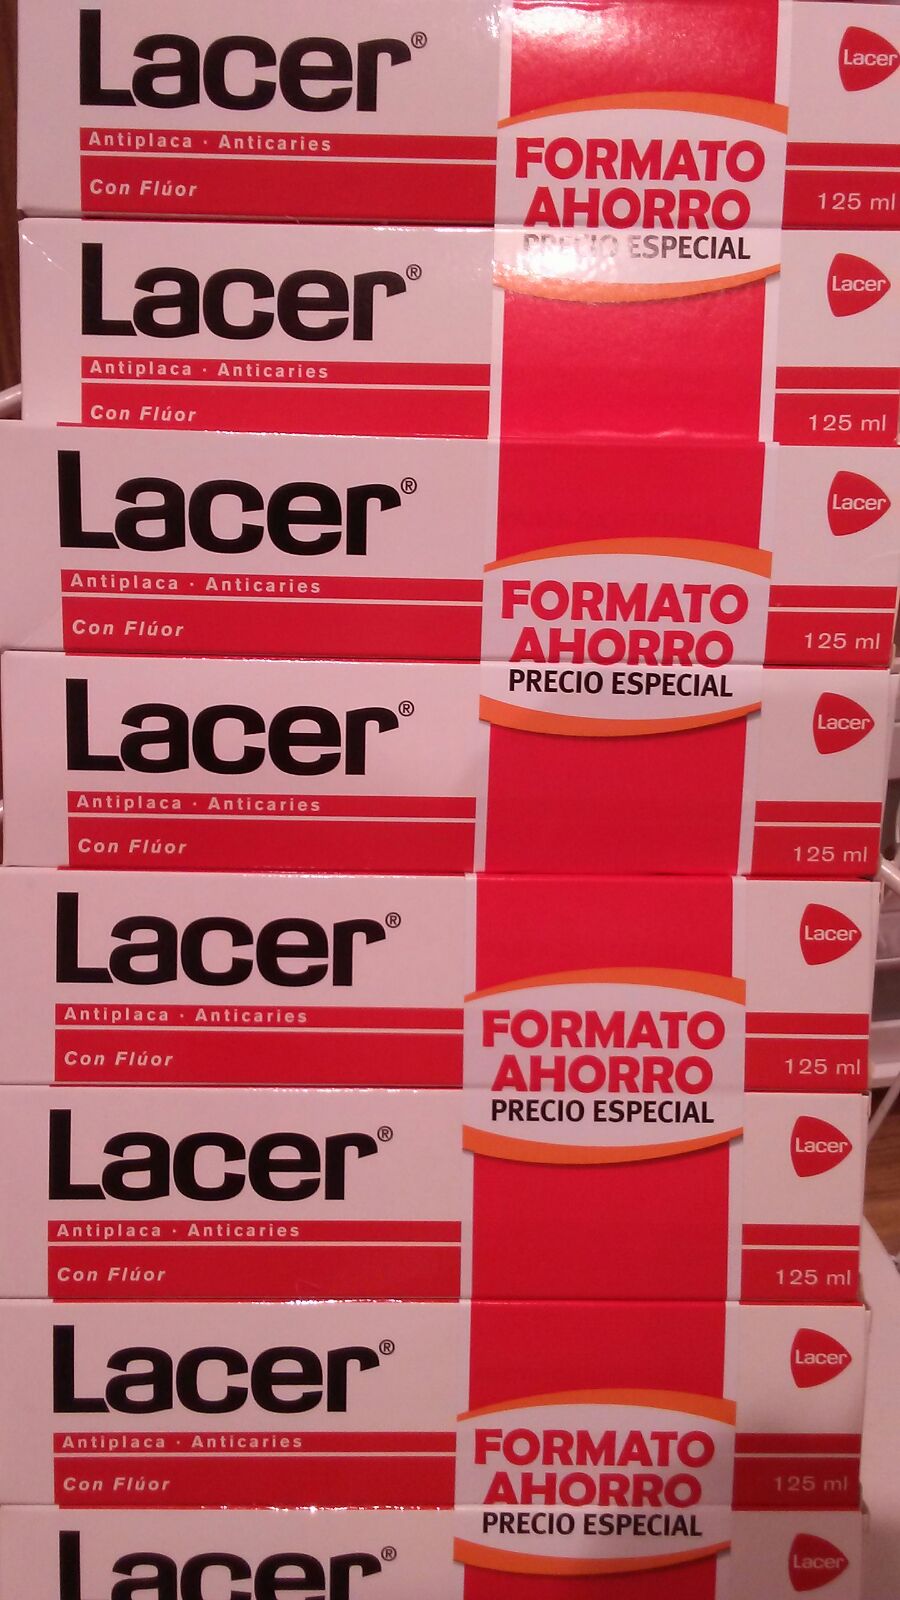 Lacer®
Lacer
Antiplaca · Anticaries
Con Flúor
FORMATO
AHORRO
PRECIO ESPECIAL
125 ml
Lacer®
Lacer
Antiplaca · Anticaries
Con Flúor
125 ml
Lacer®
Lacer
Antiplaca · Anticaries
Con Flúor
FORMATO
AHORRO
PRECIO ESPECIAL
125 ml
Lacer®
Lacer
Antiplaca · Anticaries
Con Flúor
125 ml
Lacer®
Lacer
Antiplaca · Anticaries
Con Flúor
FORMATO
AHORRO
PRECIO ESPECIAL
125 ml
Lacer®
Lacer
Antiplaca · Anticaries
Con Flúor
125 ml
Lacer®
Lacer
Antiplaca · Anticaries
Con Flúor
FORMATO
AHORRO
PRECIO ESPECIAL
125 ml
Lacer®
Lacer